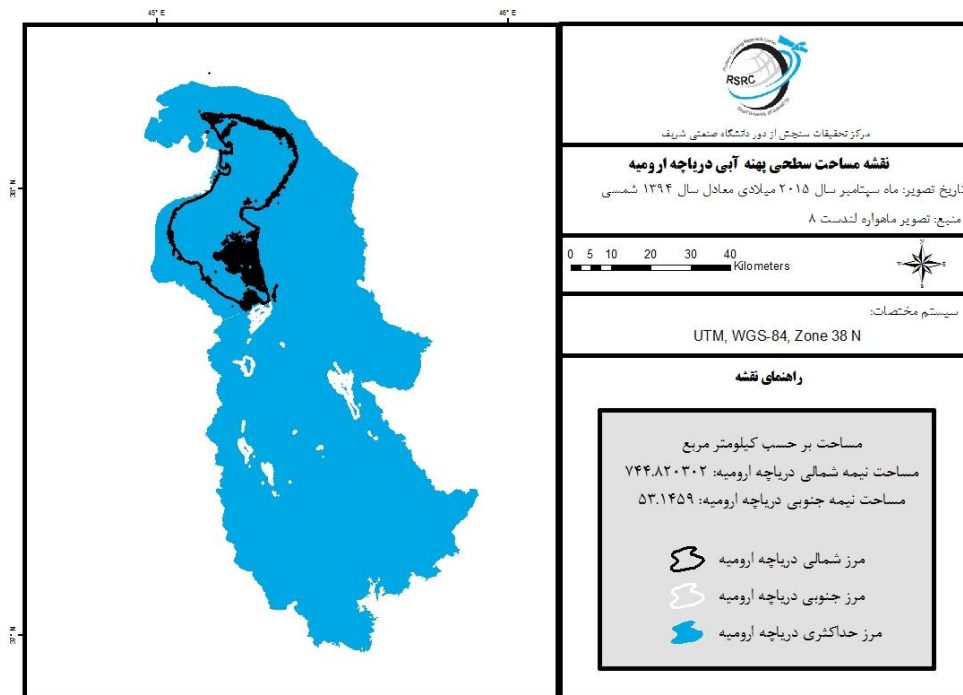 45° E
46° E
38° N
37° N
RSRC
مرکز تحقیقات سنجش از دور دانشگاه صنعتی شریف
نقشه مساحت سطحی پهنه آبی دریاچه ارومیه
تاریخ تصویر: ماه سپتامبر سال ۲۰۱۵ میلادی معادل سال ۱۳۹۴ شمسی
منبع: تصویر ماهواره لندست ۸
0 5 10 20 30 40
Kilometers
سیستم مختصات:
UTM, WGS-84, Zone 38 N
راهنمای نقشه
مساحت بر حسب کیلومتر مربع
مساحت نیمه شمالی دریاچه ارومیه: ۷۴۴.۸۲۰۳۰۲
مساحت نیمه جنوبی دریاچه ارومیه: ۵۳.۱۴۵۹
مرز شمالی دریاچه ارومیه
مرز جنوبی دریاچه ارومیه
مرز حداکثری دریاچه ارومیه